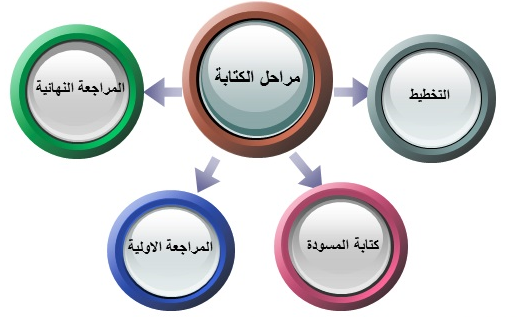 مراحل الكتابة
التخطيط
كتابة المسودة
المراجعة الاولية
المراجعة النهائية